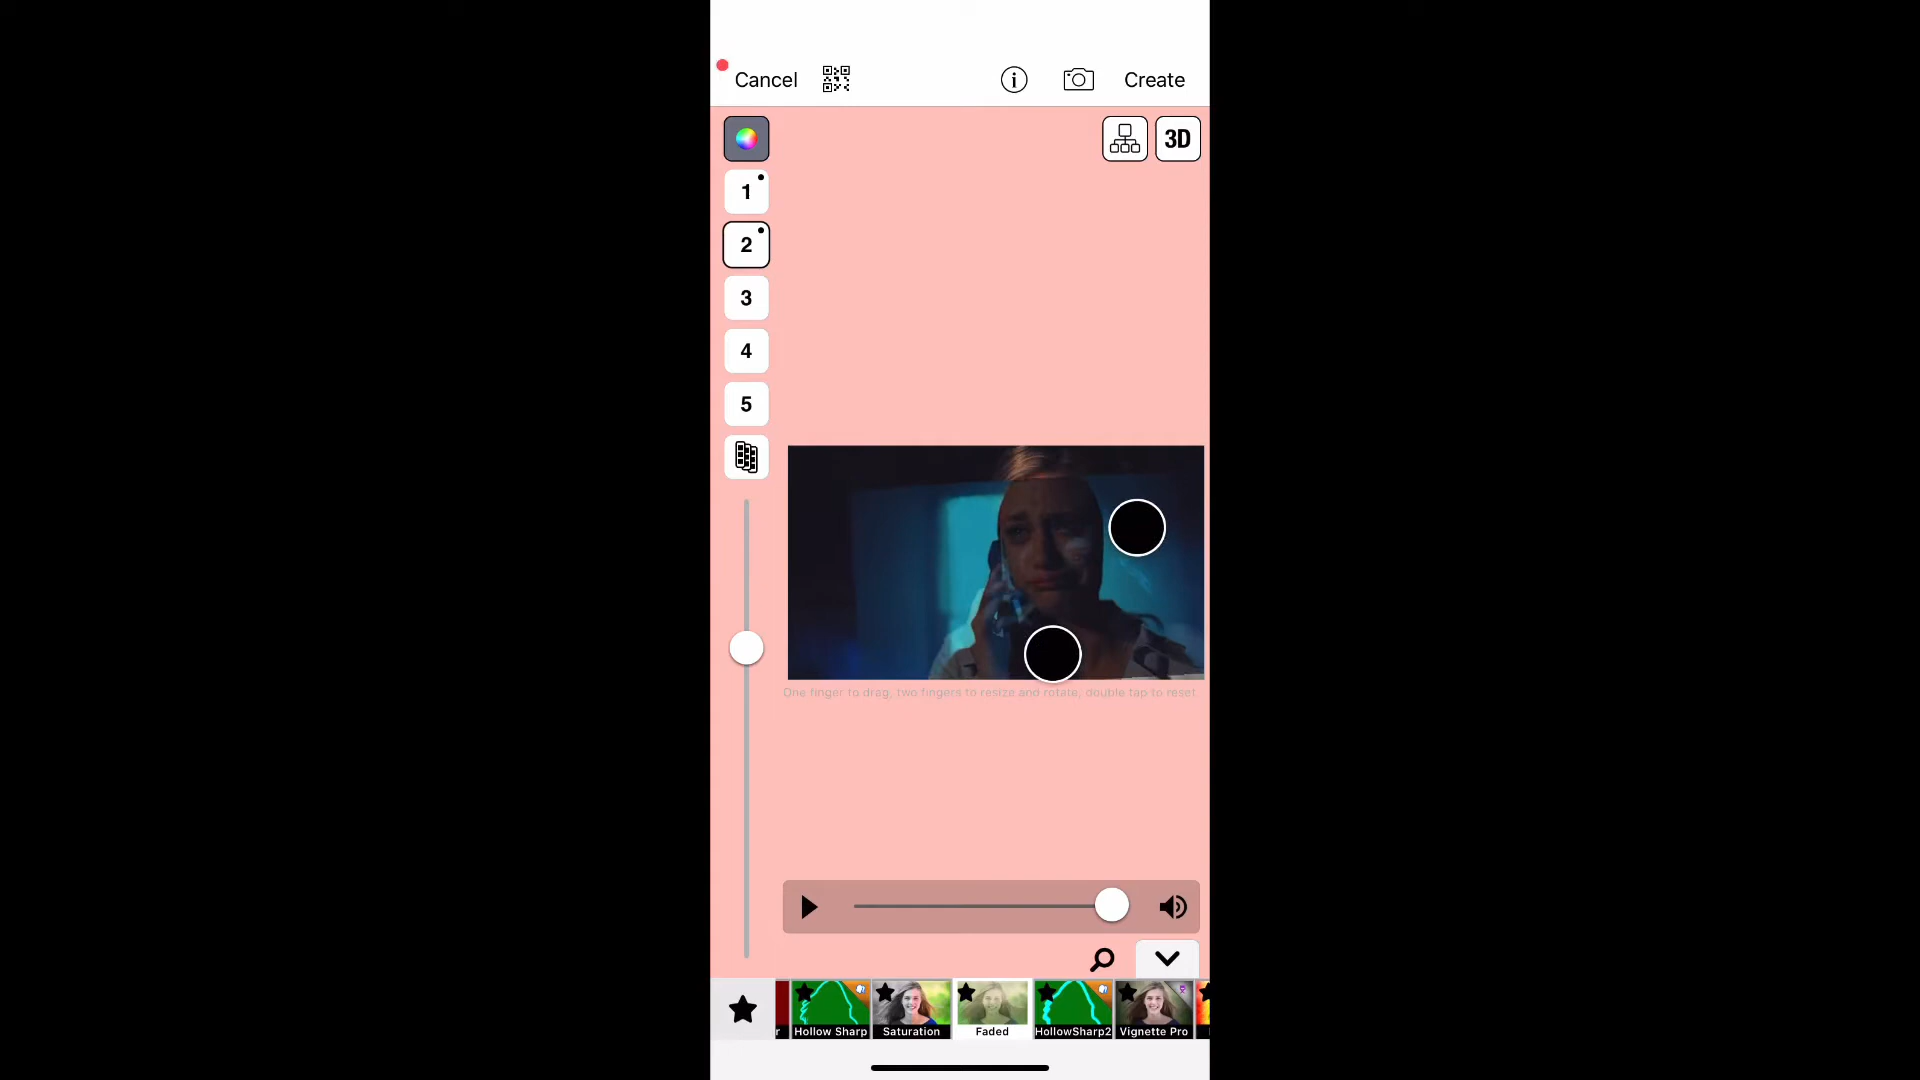 Cancel
Create
3D
1
2
3
4
5
One finger to drag, two fingers to resize and rotate, double tap to reset.
r
Hollow Sharp
Saturation
Faded
HollowSharp2
Vignette Pro